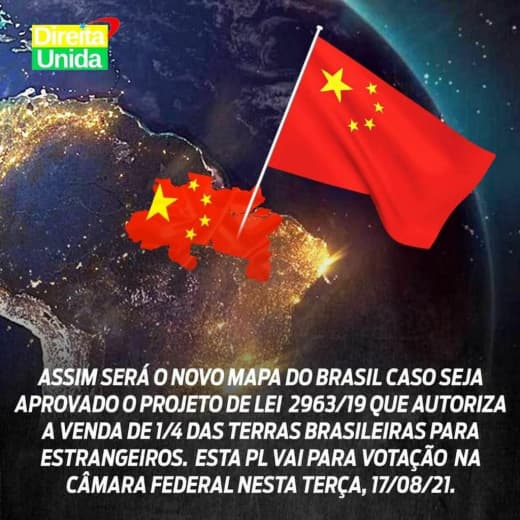 Direita
Unida
ASSIM SERÁ O NOVO MAPA DO BRASIL CASO SEJA
APROVADO O PROJETO DE LEI 2963/19 QUE AUTORIZA
A VENDA DE 1/4 DAS TERRAS BRASILEIRAS PARA
ESTRANGEIROS. ESTA PL VAI PARA VOTAÇÃO NA
CÂMARA FEDERAL NESTA TERÇA, 17/08/21.